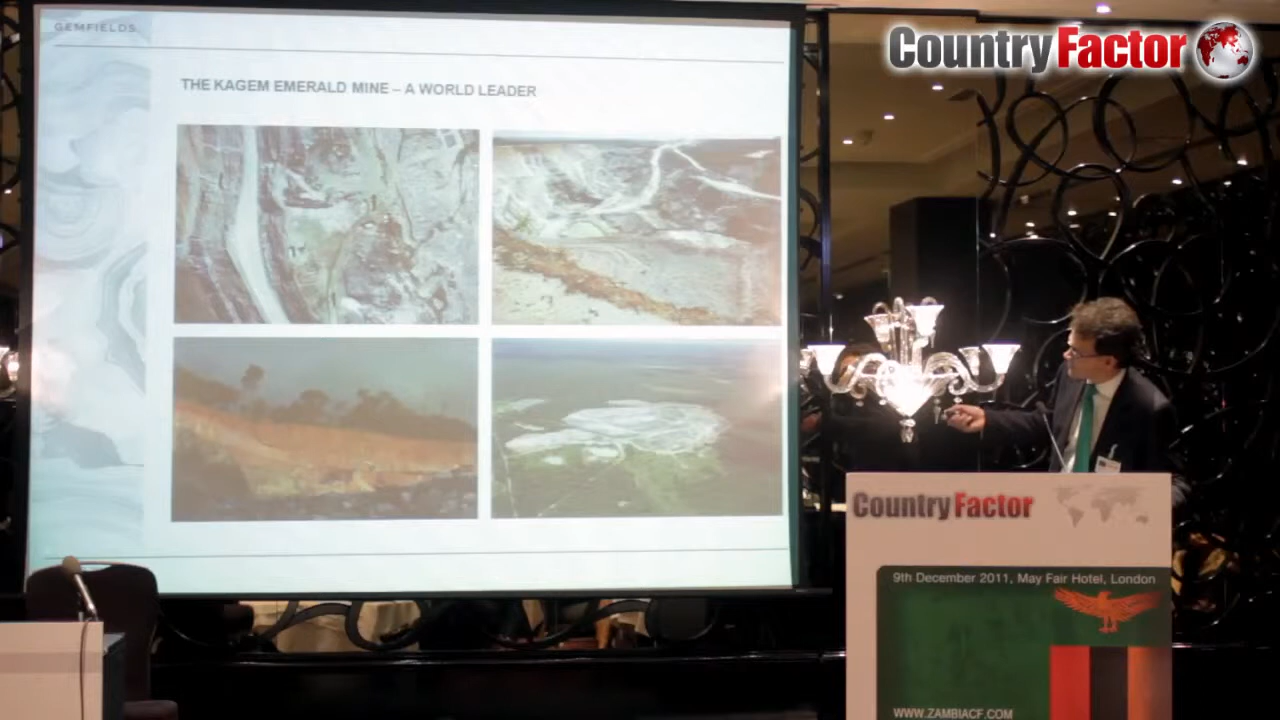 GEMFIELDS
THE KAGEM EMERALD MINE – A WORLD LEADER
CountryFactor
CountryFactor
9th December 2011, May Fair Hotel, London
WWW.ZAMBIACF.COM